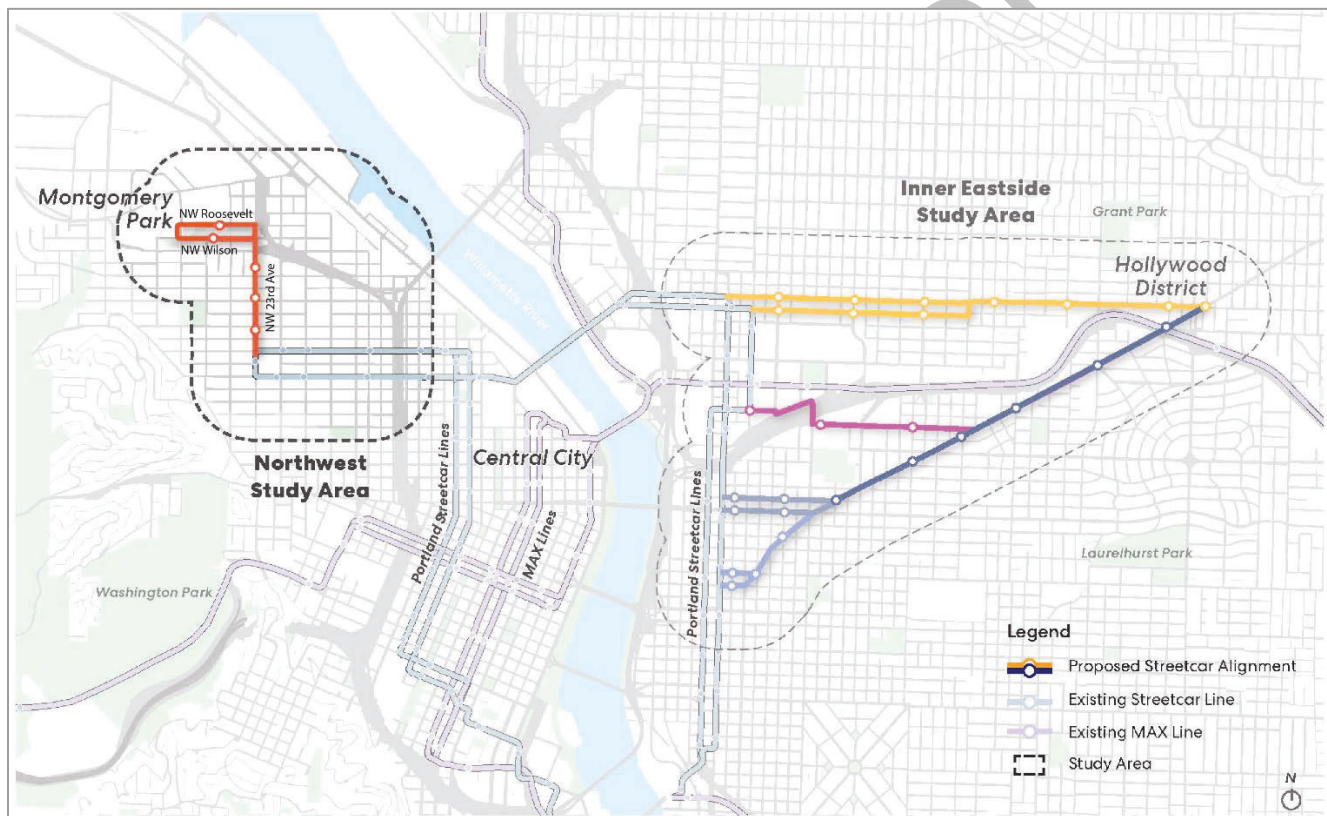 Montgomery
Park
NW Roosevelt
NW Wilson
NW 23rd Ave
Northwest
Study Area
Willamette River
Inner Eastside
Study Area
Grant Park
Hollywood
District
Central City
Portland Streetcar Lines
MAX Lines
Portland Streetcar Lines
Washington Park
Laurelhurst Park
Legend
Proposed Streetcar Alignment
Existing Streetcar Line
Existing MAX Line
Study Area
N